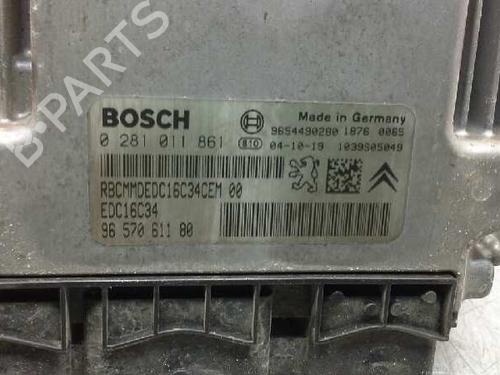 BOSCH
Made in Germany
9654490280 1876 0065
0 281 011 861
810 04-10-19 1039S05049
RBCMMDEDC16C34CEM 00
EDC16C34
96 570 611 80